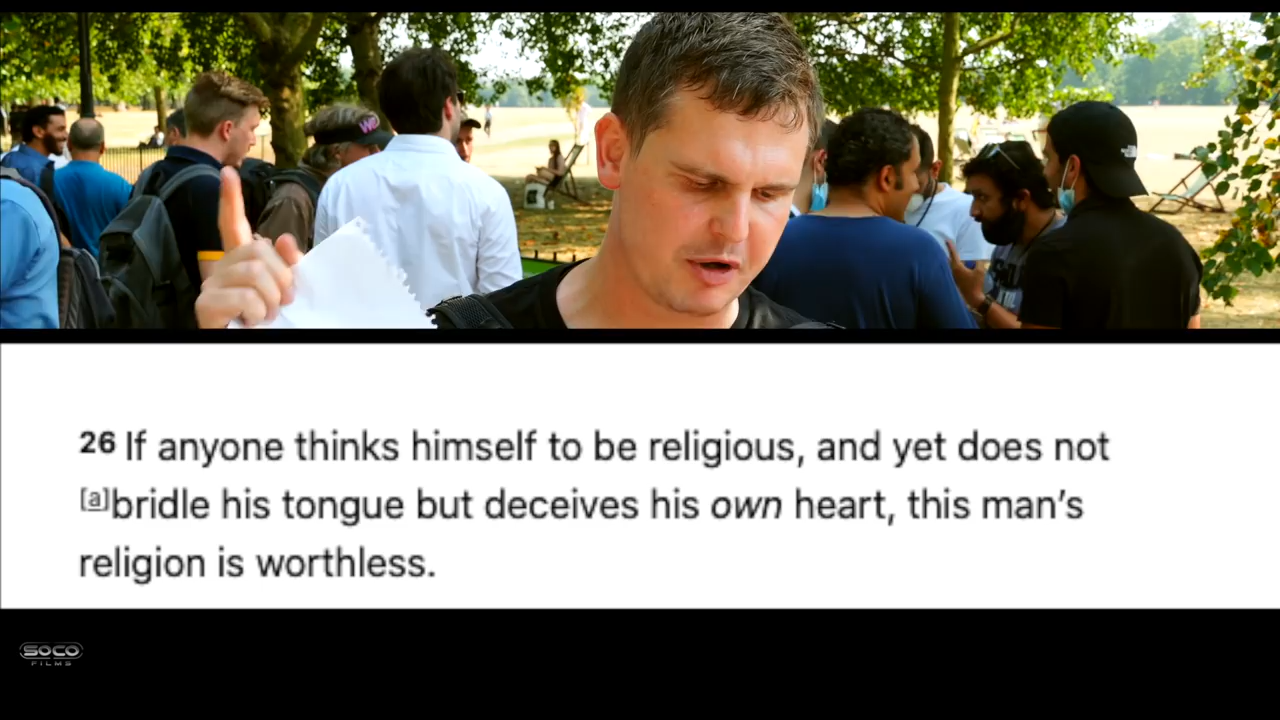 26 If anyone thinks himself to be religious, and yet does not
[a]bridle his tongue but deceives his own heart, this man's
religion is worthless.
SOCO
FILMS